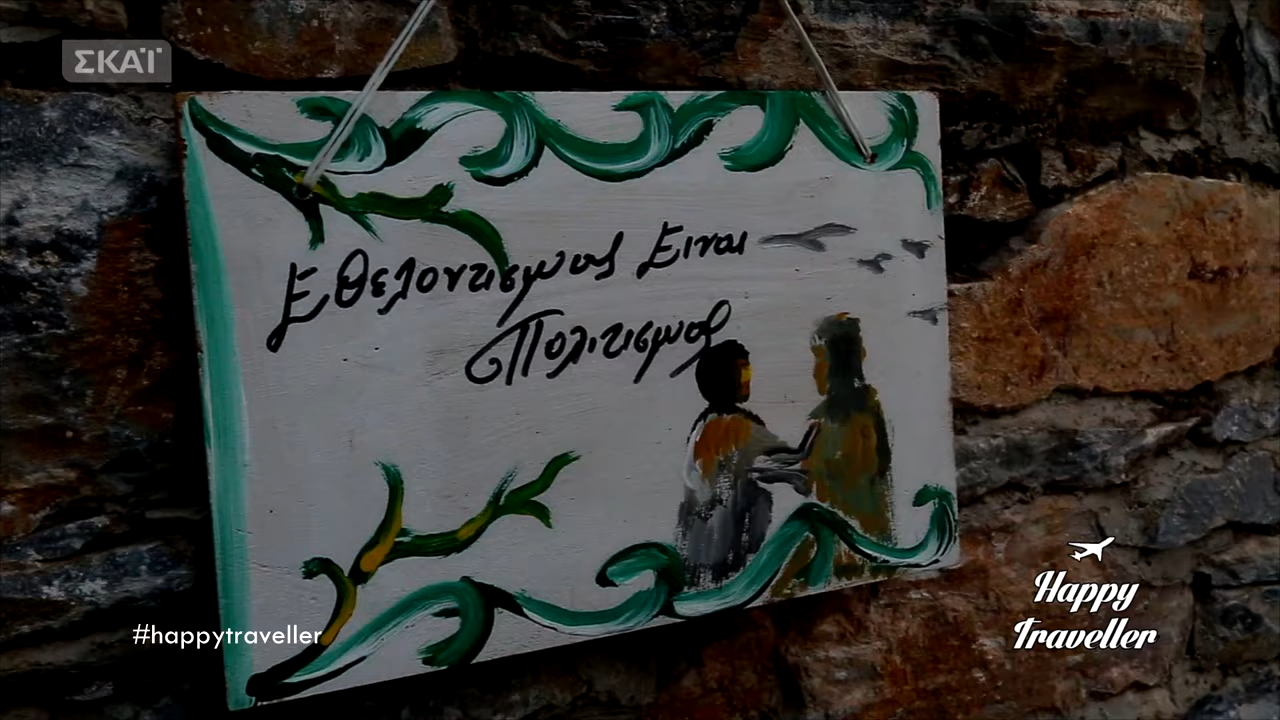 ΣΚΑΪ
Εθελοντισμος Ειναι
Πολιτισμος
#happytraveller
Happy
Traveller